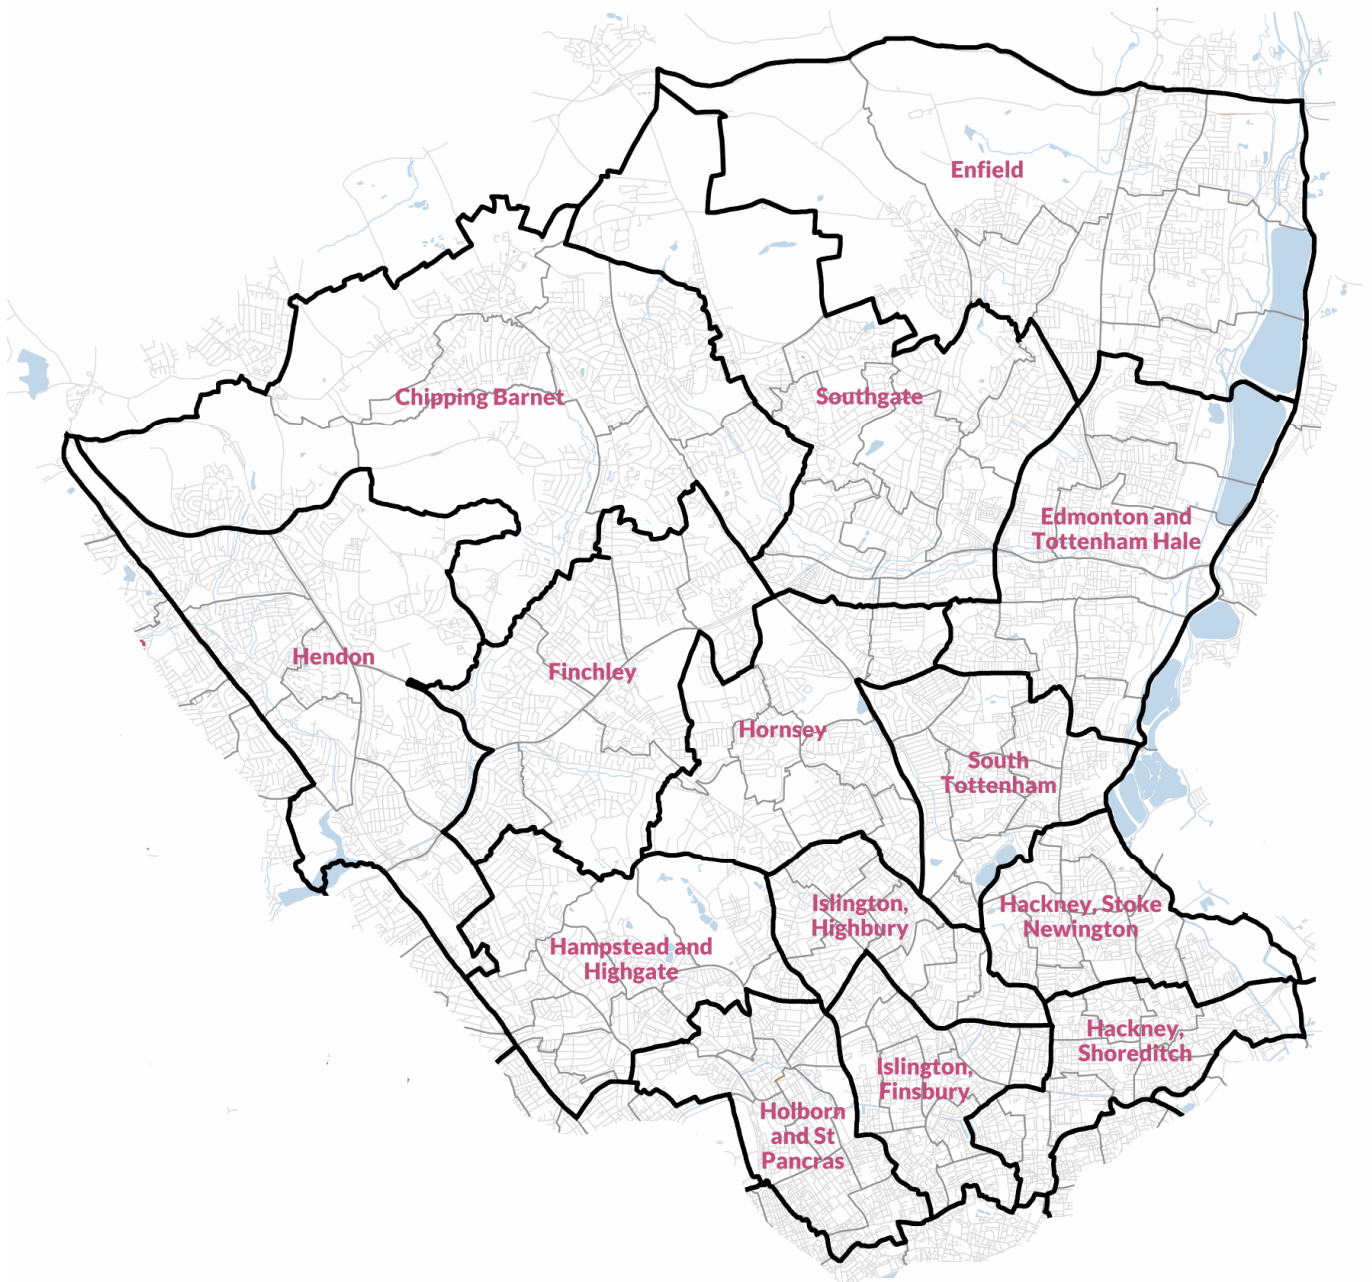 Enfield
Chipping Barnet
Southgate
Edmonton and
Tottenham Hale
Hendon
Finchley
Hornsey
South
Tottenham
Islington,
Highbury
Hackney, Stoke
Newington
Hampstead and
Highgate
Hackney,
Shoreditch
Islington,
Finsbury
Holborn
and St
Pancras